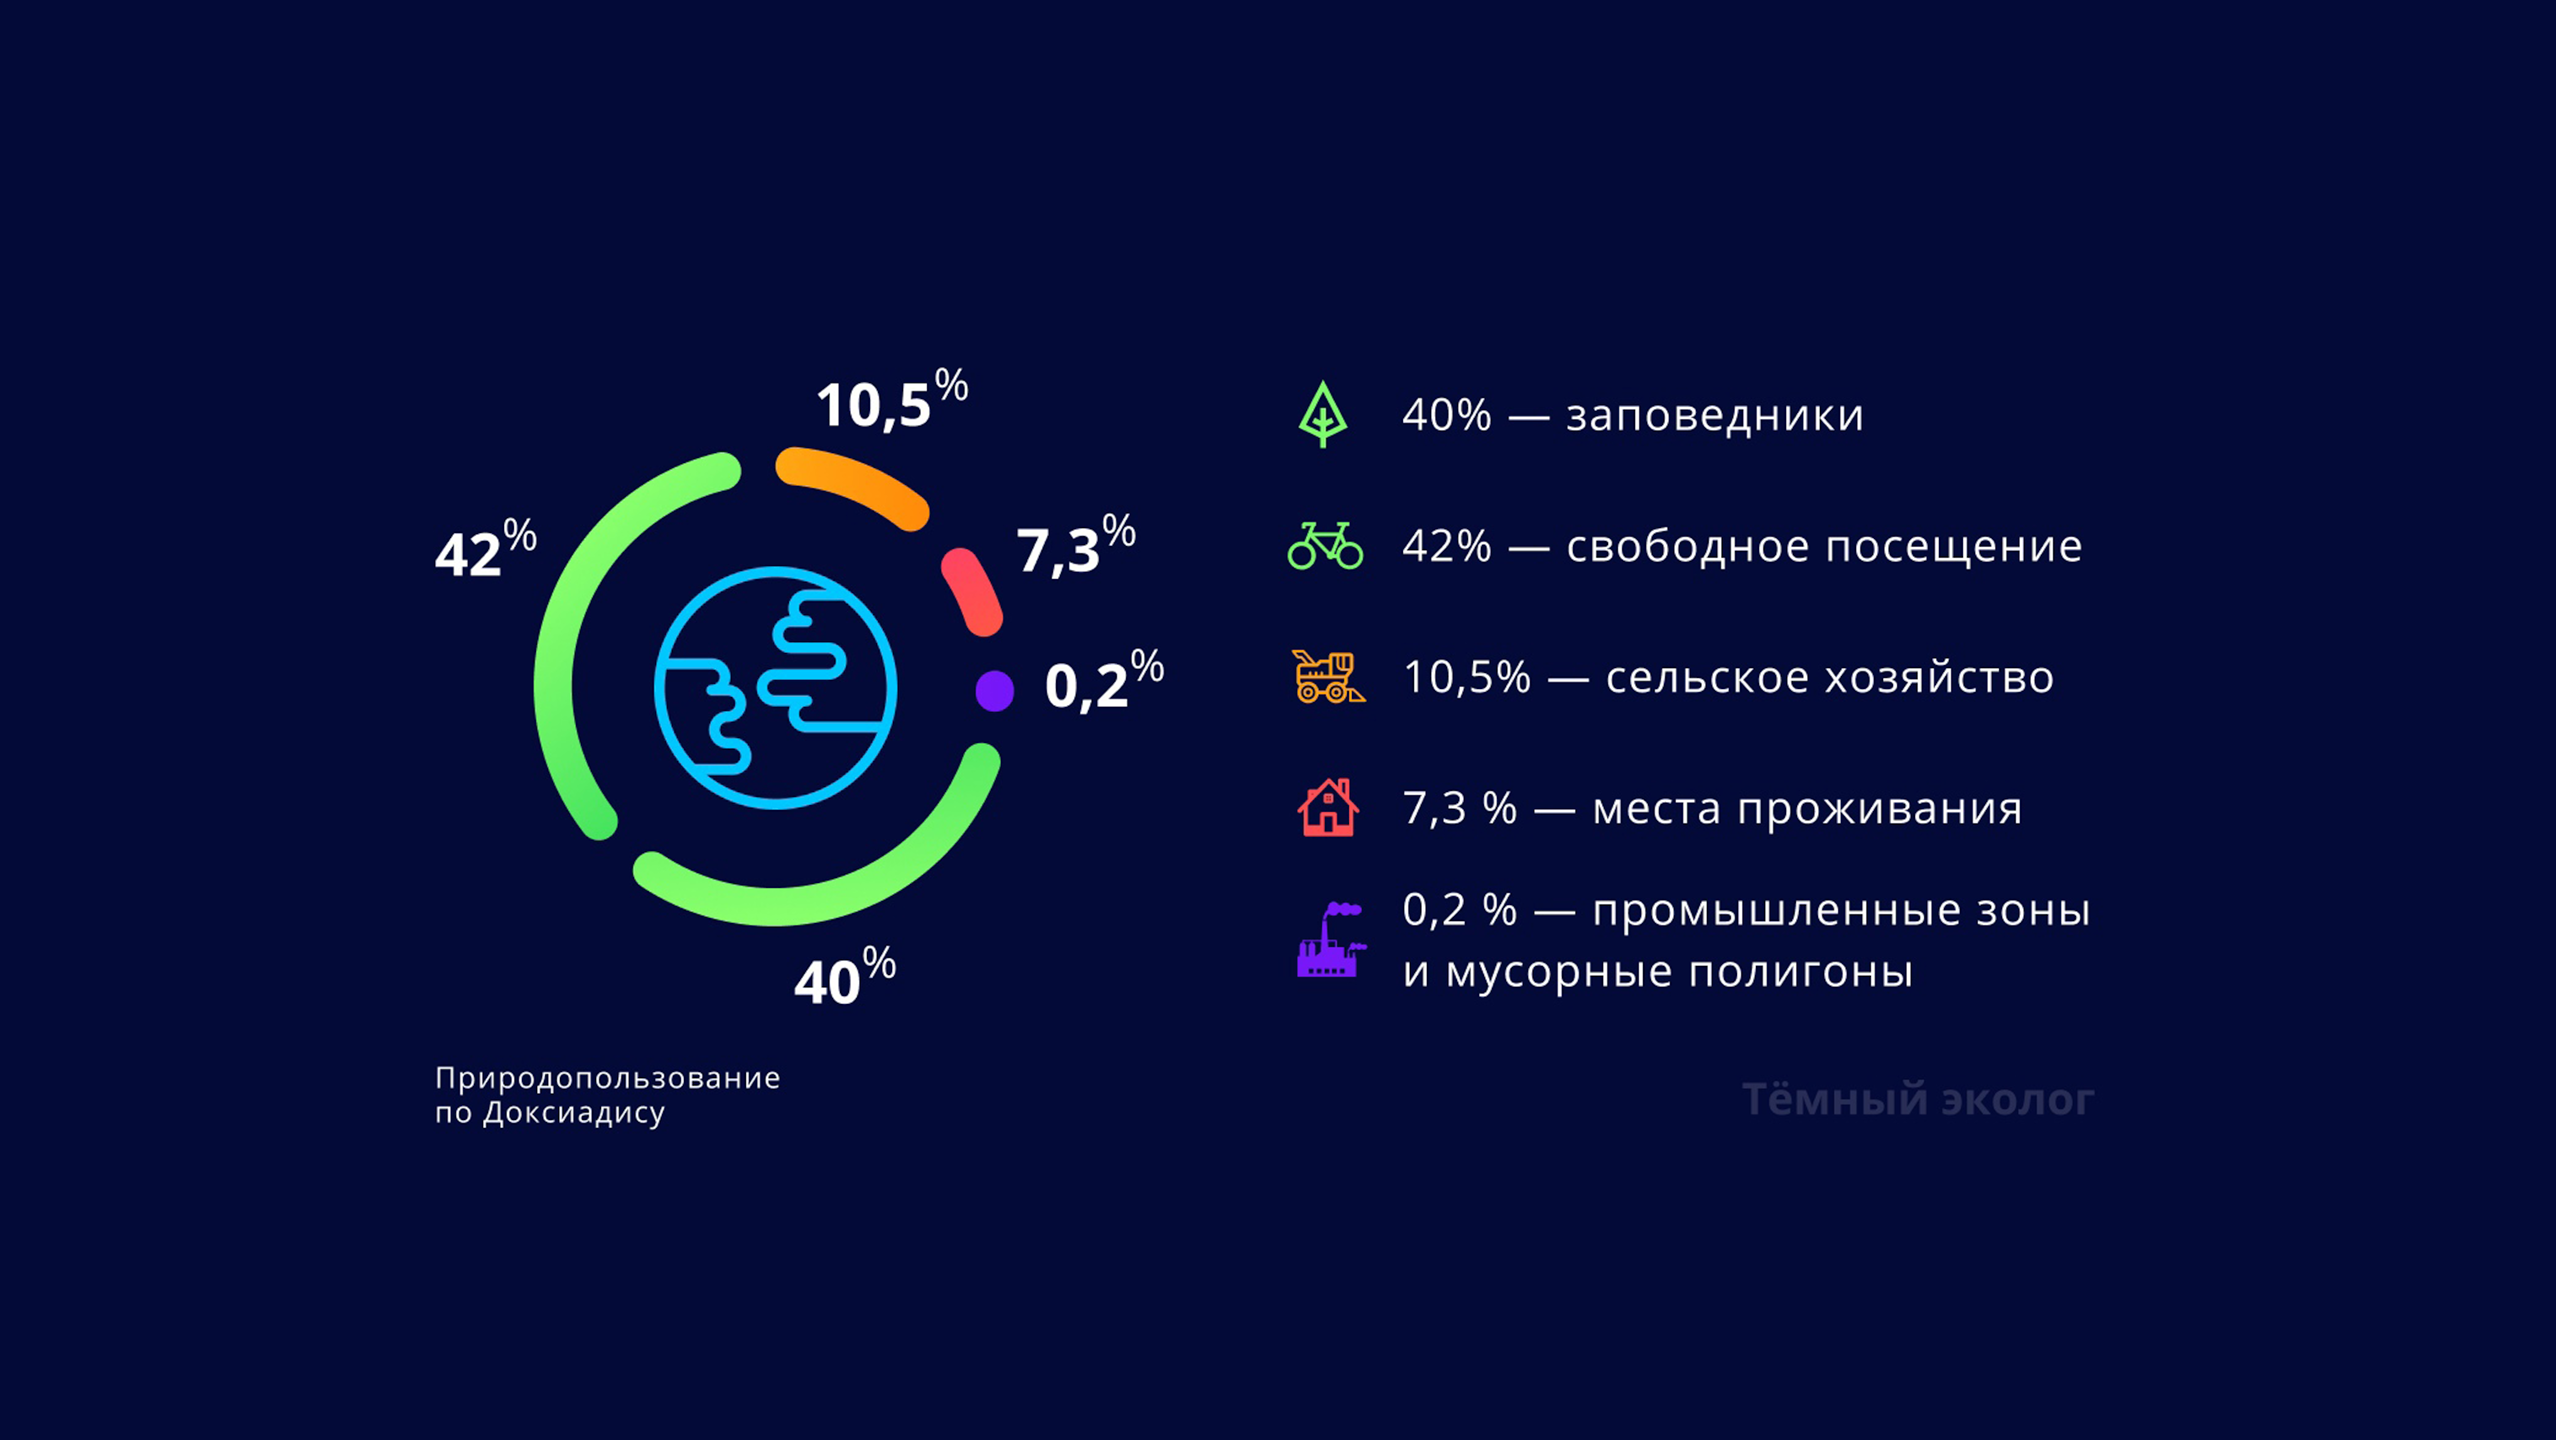 10,5%
42%
7,3%
0,2%
40%
Природопользование
по Доксиадису
40% — заповедники
42% — свободное посещение
10,5% — сельское хозяйство
7,3 % — места проживания
0,2 % — промышленные зоны
и мусорные полигоны
Тёмный эколог